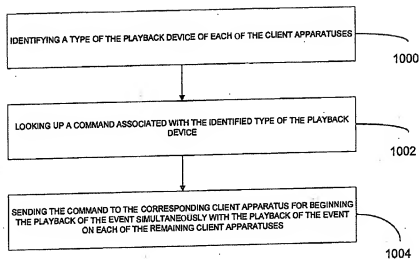 IDENTIFYING A TYPE OF THE PLAYBACK DEVICE OF EACH OF THE CLIENT APPARATUSES
1000
LOOKING UP A COMMAND ASSOCIATED WITH THE IDENTIFIED TYPE OF THE PLAYBACK
DEVICE
1002
SENDING THE COMMAND TO THE CORRESPONDING CLIENT APPARATUS FOR BEGINNING
THE PLAYBACK OF THE EVENT SIMULTANEOUSLY WITH THE PLAYBACK OF THE EVENT
ON EACH OF THE REMAINING CLIENT APPARATUSES
1004